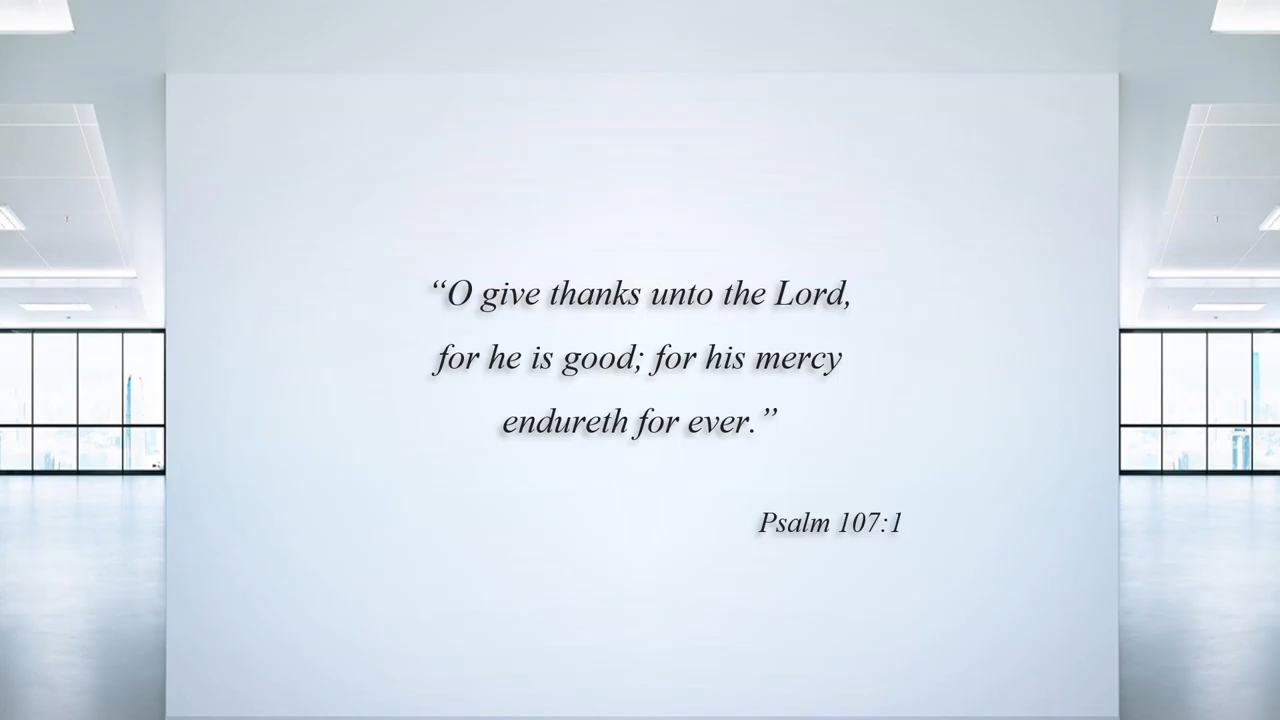 “O give thanks unto the Lord,
for he is good; for his mercy
endureth for ever.”
Psalm 107:1